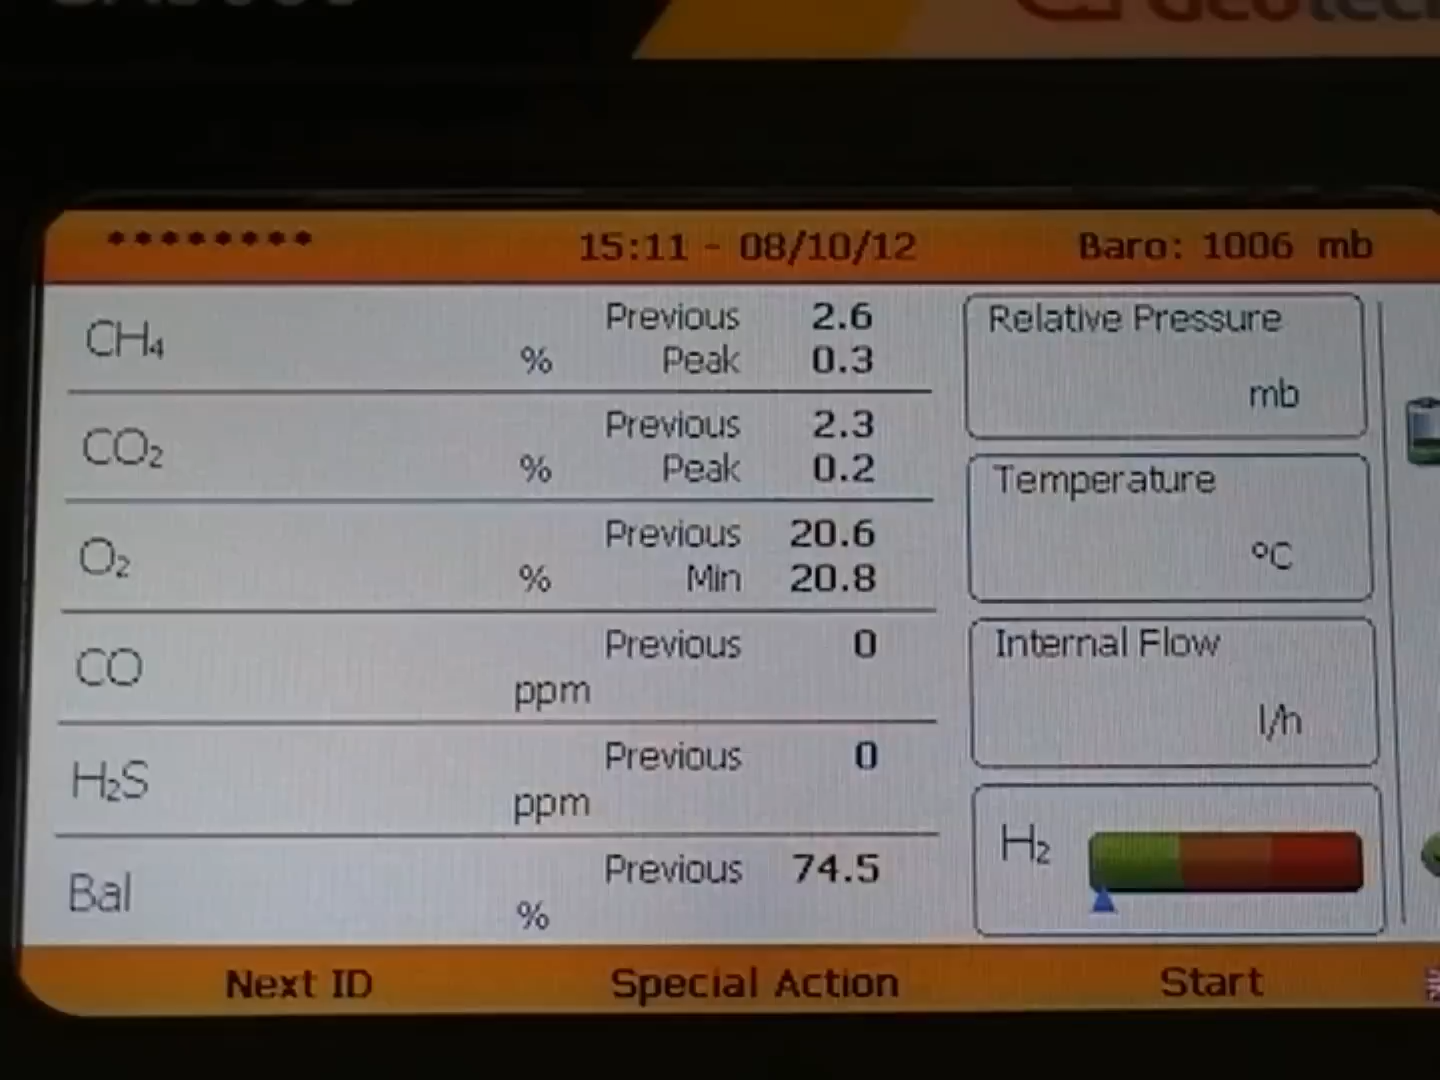 Geotech
******** 15:11 - 08/10/12 Baro: 1006 mb
CH₄ % Previous 2.6
Peak 0.3
CO₂ % Previous 2.3
Peak 0.2
O₂ % Previous 20.6
Min 20.8
CO ppm Previous 0
H₂S ppm Previous 0
Bal % Previous 74.5
Relative Pressure
mb
Temperature
°C
Internal Flow
l/h
H₂
Next ID Special Action Start